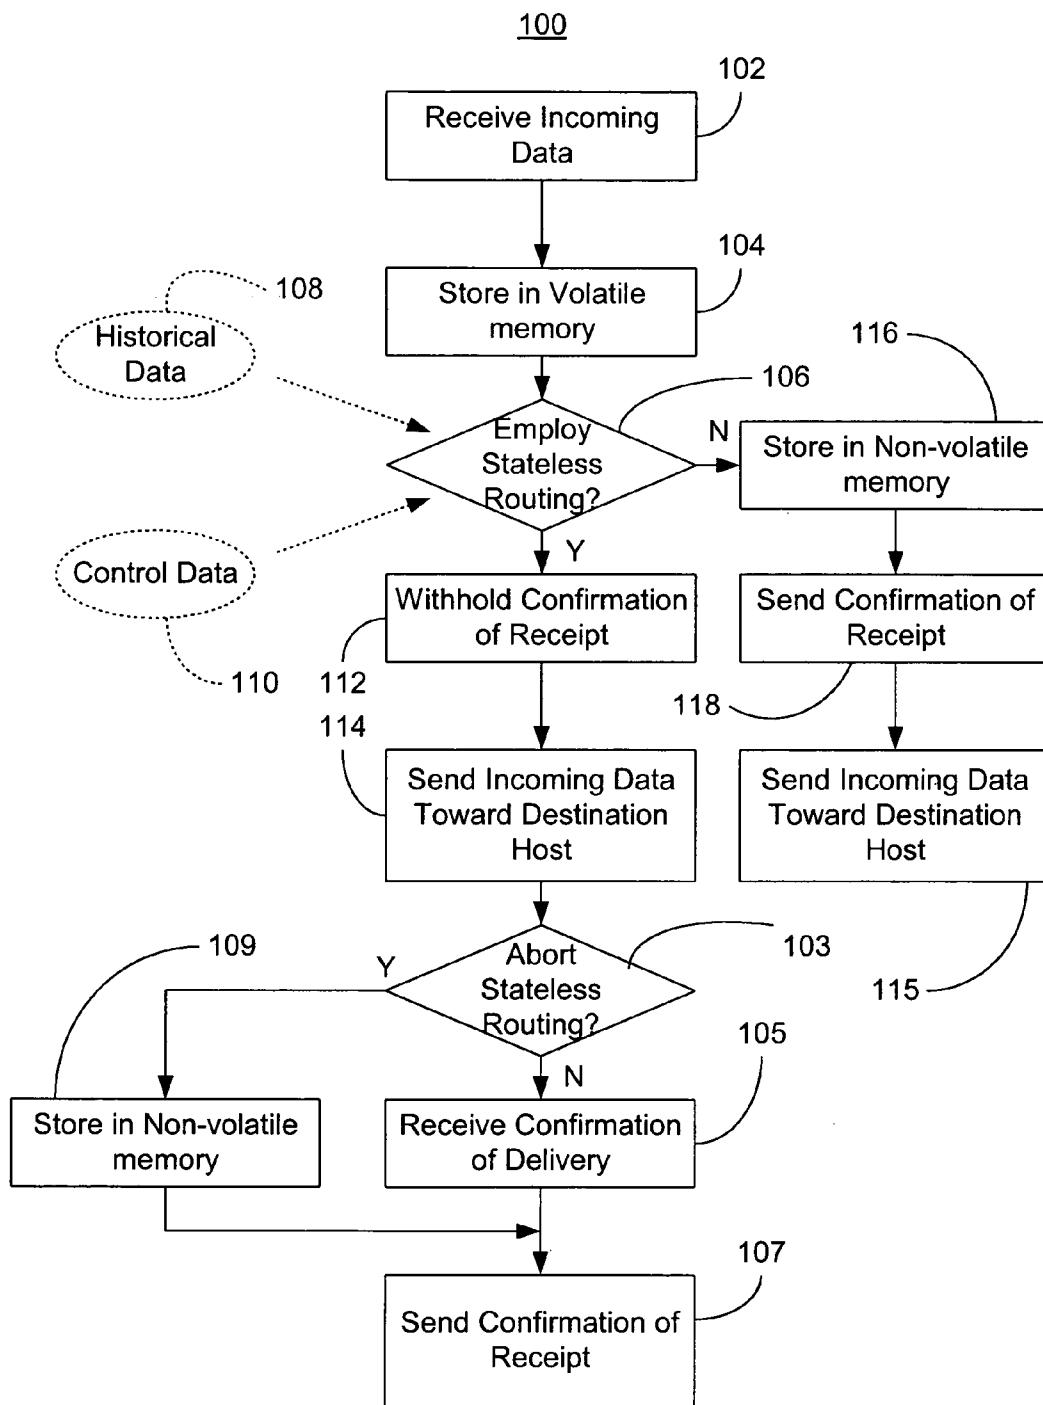 100
102
Receive Incoming
Data
104
Store in Volatile
memory
108
Historical
Data
116
106
Employ
Stateless
Routing?
N
Store in Non-volatile
memory
Y
Control Data
110
Withhold Confirmation
of Receipt
112
Send Confirmation of
Receipt
118
114
Send Incoming Data
Toward Destination
Host
Send Incoming Data
Toward Destination
Host
115
109
Y
Abort
Stateless
Routing?
103
N
105
Store in Non-volatile
memory
Receive Confirmation
of Delivery
107
Send Confirmation of
Receipt